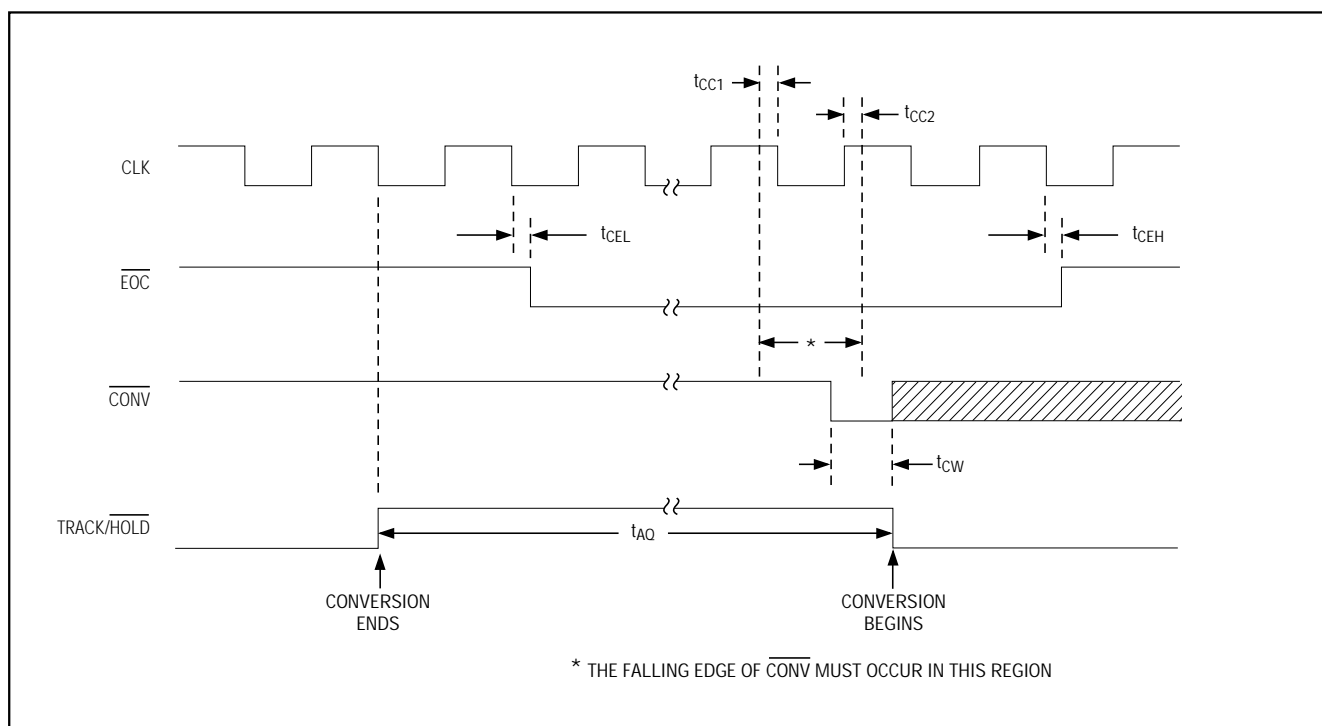 tCC1
tCC2
CLK
tCEL
tCEH
EOC
*
CONV
tCW
TRACK/HOLD
tAQ
CONVERSION
ENDS
CONVERSION
BEGINS
* THE FALLING EDGE OF CONV MUST OCCUR IN THIS REGION